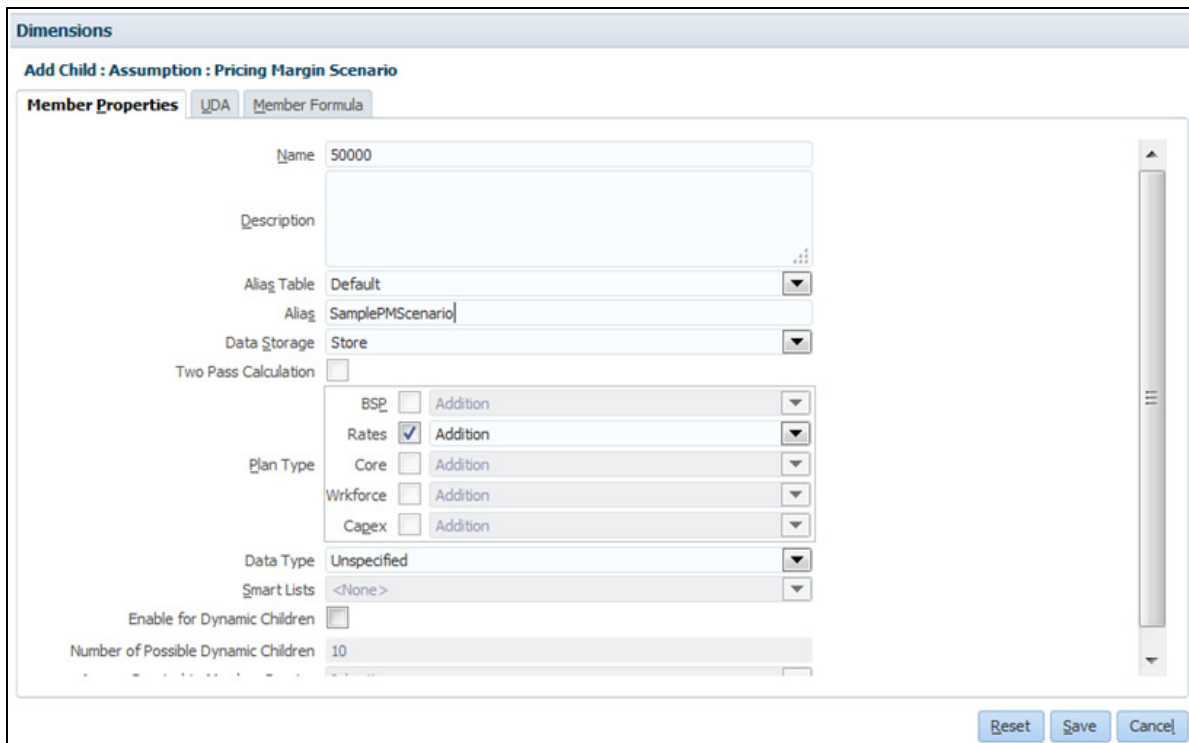 Dimensions
Add Child : Assumption : Pricing Margin Scenario
Member Properties UDA Member Formula
Name 50000
Description
Alias Table Default
Alias SamplePMScenario
Data Storage Store
Two Pass Calculation
BSP Addition
Rates Addition
Plan Type Core Addition
Wrkforce Addition
Capex Addition
Data Type Unspecified
Smart Lists <None>
Enable for Dynamic Children
Number of Possible Dynamic Children 10
Reset Save Cancel